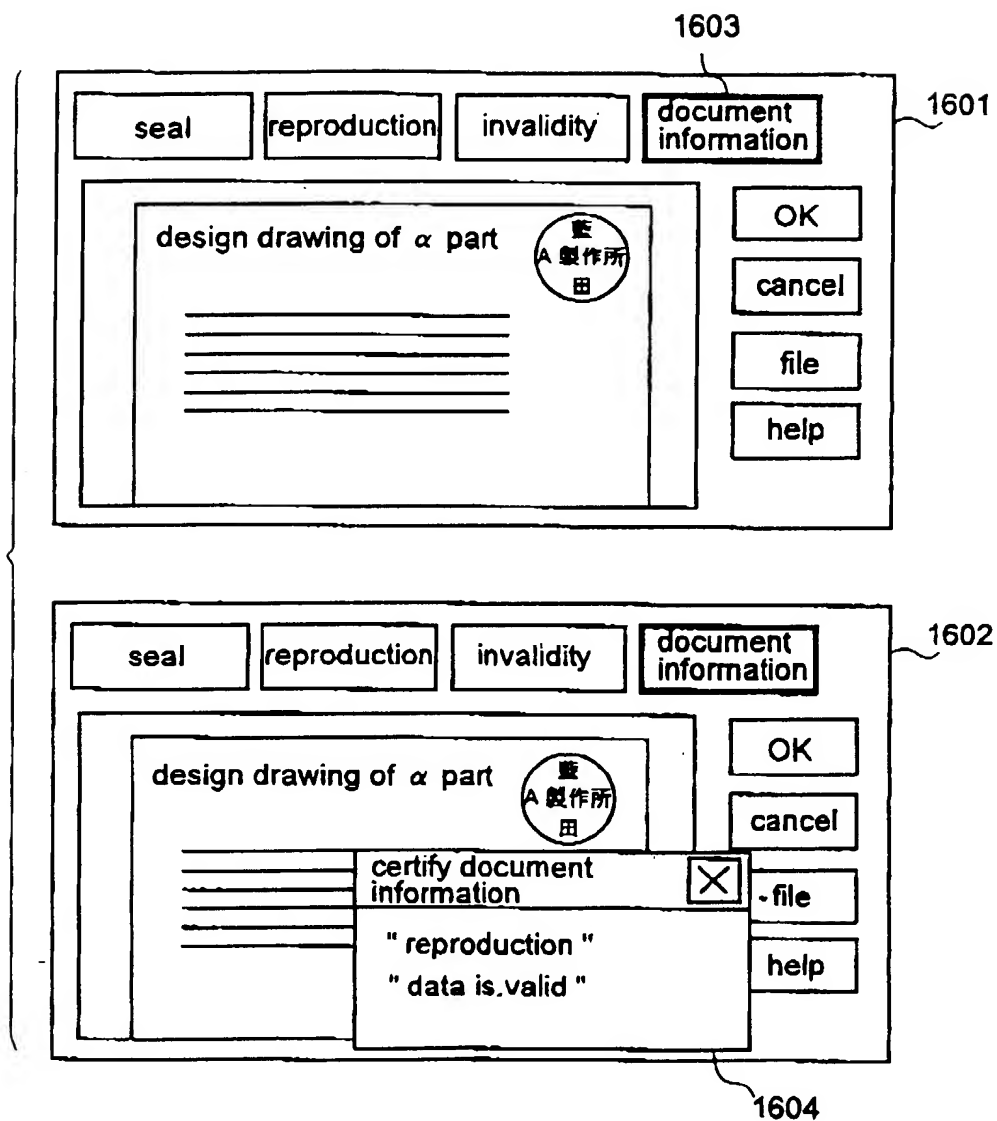 1603
1601
seal
reproduction
invalidity
document
information
design drawing of α part
藍
A 製作所
田
OK
cancel
file
help
1602
seal
reproduction
invalidity
document
information
design drawing of α part
藍
A 製作所
田
OK
cancel
file
help
certify document
information
" reproduction "
" data is.valid "
1604